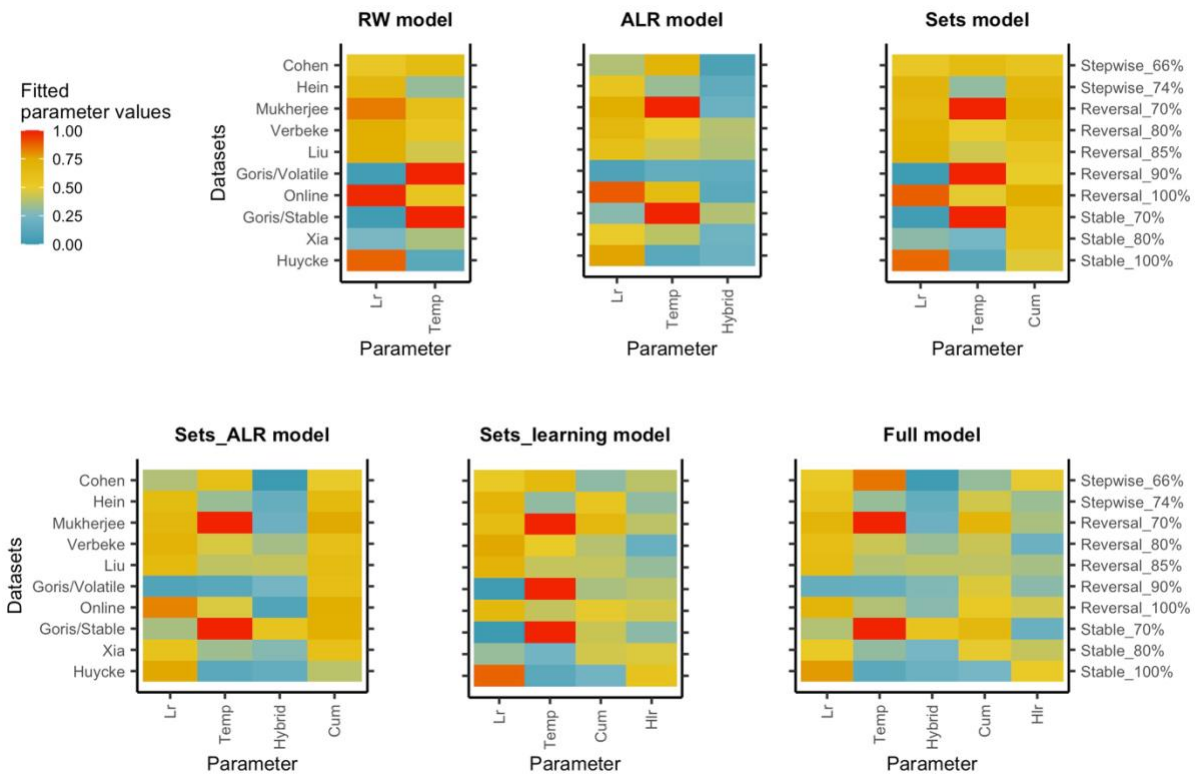 RW model
ALR model
Sets model
Fitted
parameter values
1.00
0.75
0.50
0.25
0.00
Datasets
Cohen
Hein
Mukherjee
Verbeke
Liu
Goris/Volatile
Online
Goris/Stable
Xia
Huycke
Stepwise_66%
Stepwise_74%
Reversal_70%
Reversal_80%
Reversal_85%
Reversal_90%
Reversal_100%
Stable_70%
Stable_80%
Stable_100%
Lr
Temp
Lr
Temp
Hybrid
Lr
Temp
Cum
Parameter
Parameter
Parameter
Sets_ALR model
Sets_learning model
Full model
Datasets
Cohen
Hein
Mukherjee
Verbeke
Liu
Goris/Volatile
Online
Goris/Stable
Xia
Huycke
Stepwise_66%
Stepwise_74%
Reversal_70%
Reversal_80%
Reversal_85%
Reversal_90%
Reversal_100%
Stable_70%
Stable_80%
Stable_100%
Lr
Temp
Hybrid
Cum
Lr
Temp
Cum
Hlr
Lr
Temp
Hybrid
Cum
Hlr
Parameter
Parameter
Parameter